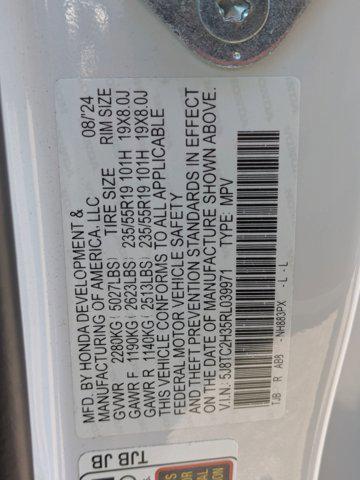 MFD. BY HONDA DEVELOPMENT & 08/'24
MANUFACTURING OF AMERICA, LLC
TIRE SIZE RIM SIZE
GVWR 2280KG( 5027LBS)
GAWR F 1190KG( 2623LBS) 235/55R19 101H 19X8.0J
GAWR R 1140KG( 2513LBS) 235/55R19 101H 19X8.0J
THIS VEHICLE CONFORMS TO ALL APPLICABLE
FEDERAL MOTOR VEHICLE SAFETY
AND THEFT PREVENTION STANDARDS IN EFFECT
ON THE DATE OF MANUFACTURE SHOWN ABOVE.
V.I.N.: 5J8TC2H35RL039971 TYPE: MPV
TJB R AB8 -NH883PX -L -L
TJB JB